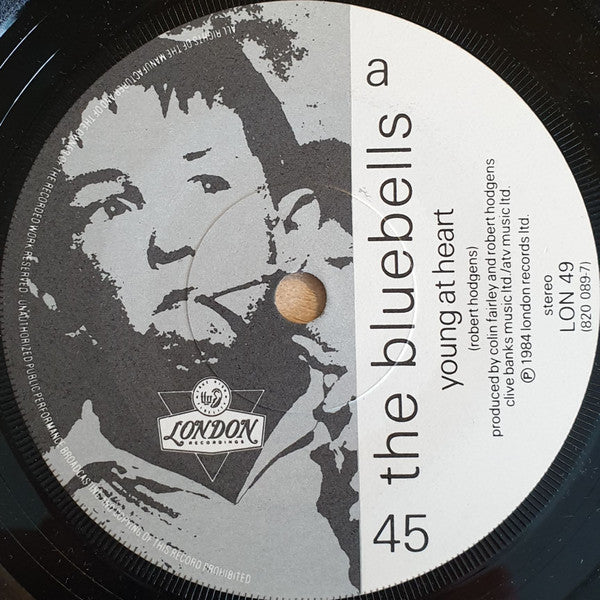 a
45
the bluebells
young at heart
(robert hodgens)
produced by colin fairley and robert hodgens
clive banks music ltd./atv music ltd.
℗ 1984 london records ltd.
stereo
LON 49
(820 089-7)
LONDON
RECORDINGS
ALL RIGHTS OF THE MANUFACTURER AND OF THE OWNER OF THE RECORDED WORK RESERVED UNAUTHORIZED PUBLIC PERFORMANCE BROADCASTING AND COPYING OF THIS RECORD PROHIBITED